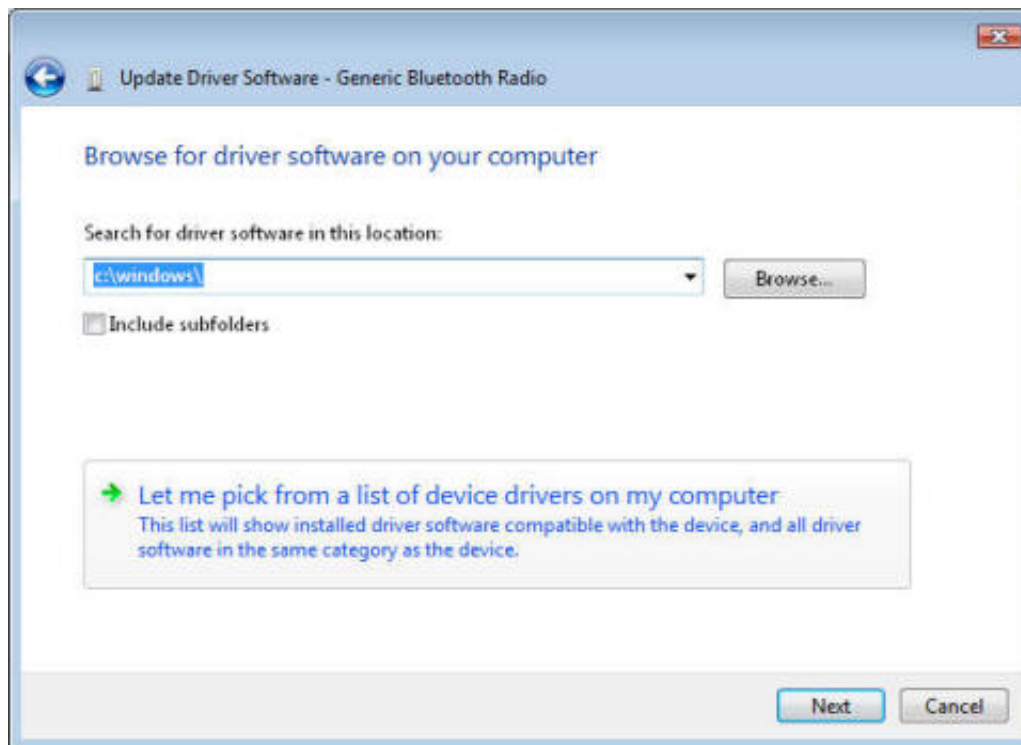 Update Driver Software - Generic Bluetooth Radio
Browse for driver software on your computer
Search for driver software in this location:
c:\windows\
Browse...
Include subfolders
Let me pick from a list of device drivers on my computer
This list will show installed driver software compatible with the device, and all driver
software in the same category as the device.
Next
Cancel